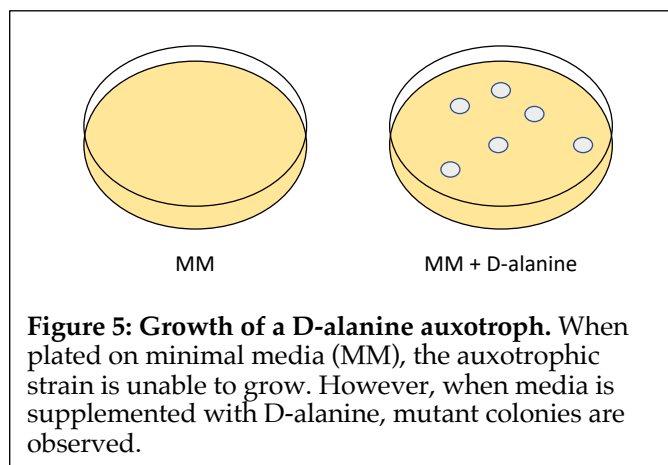 MM
MM + D-alanine
Figure 5: Growth of a D-alanine auxotroph. When
plated on minimal media (MM), the auxotrophic
strain is unable to grow. However, when media is
supplemented with D-alanine, mutant colonies are
observed.